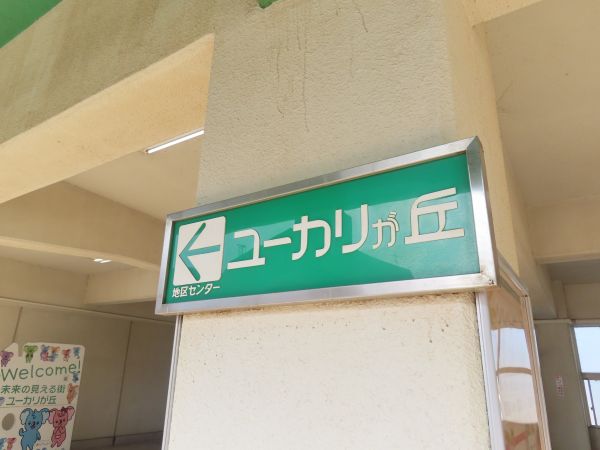 ユーカリが丘
地区センター
Welcome!
未来の見える街
ユーカリが丘